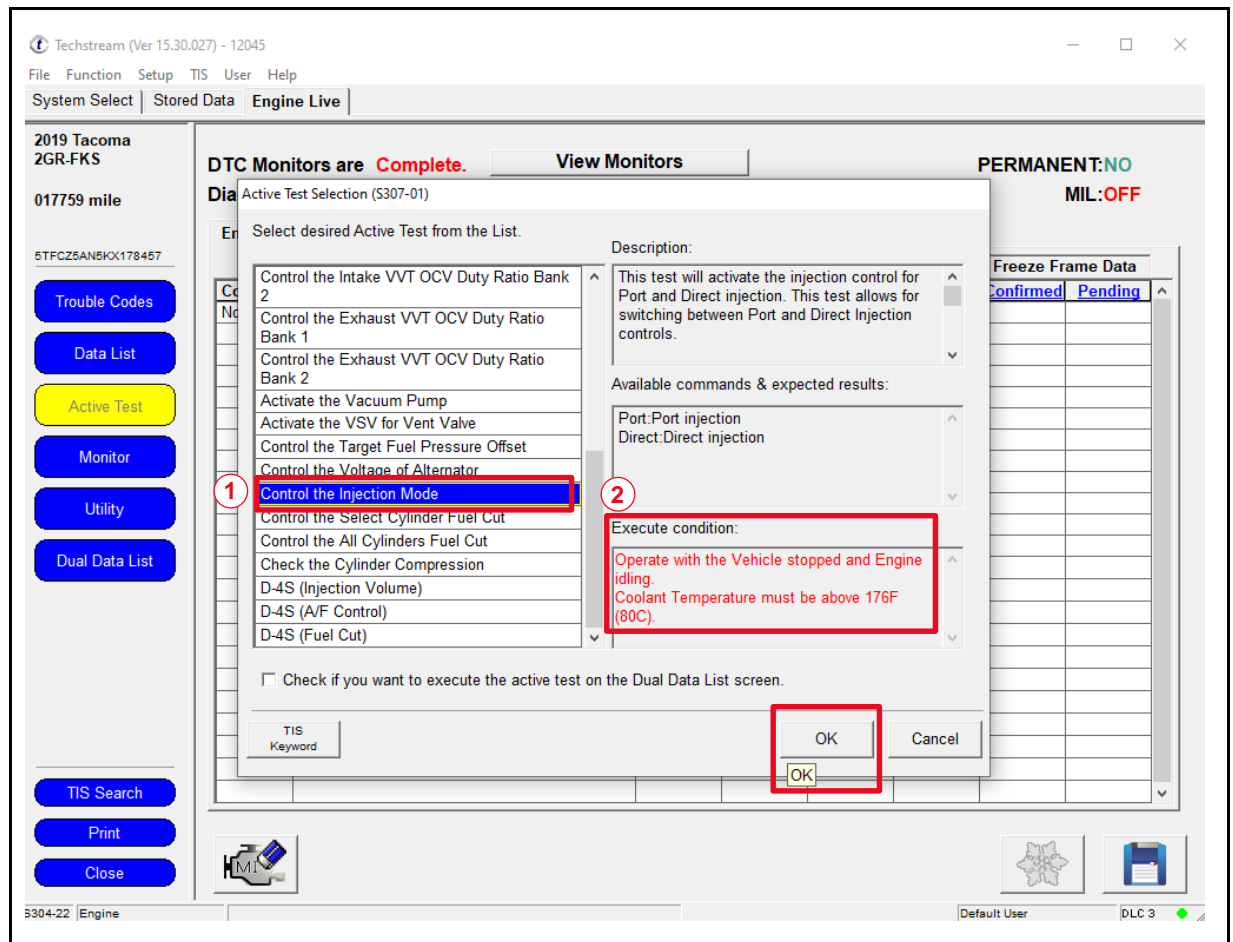 Techstream (Ver 15.30.027) - 12045
File Function Setup TIS User Help
System Select Stored Data Engine Live
2019 Tacoma
2GR-FKS
017759 mile
5TFCZ5AN5KX178457
Trouble Codes
Data List
Active Test
Monitor
Utility
Dual Data List
TIS Search
Print
Close
DTC Monitors are Complete. View Monitors PERMANENT:NO
Dia MIL:OFF
Active Test Selection (S307-01)
Select desired Active Test from the List.
Control the Intake VVT OCV Duty Ratio Bank
2
Control the Exhaust VVT OCV Duty Ratio
Bank 1
Control the Exhaust VVT OCV Duty Ratio
Bank 2
Activate the Vacuum Pump
Activate the VSV for Vent Valve
Control the Target Fuel Pressure Offset
Control the Voltage of Alternator
1 Control the Injection Mode
Control the Select Cylinder Fuel Cut
Control the All Cylinders Fuel Cut
Check the Cylinder Compression
D-4S (Injection Volume)
D-4S (A/F Control)
D-4S (Fuel Cut)
Description:
This test will activate the injection control for
Port and Direct injection. This test allows for
switching between Port and Direct Injection
controls.
Available commands & expected results:
Port:Port injection
Direct:Direct injection
2
Execute condition:
Operate with the Vehicle stopped and Engine
idling.
Coolant Temperature must be above 176F
(80C).
Check if you want to execute the active test on the Dual Data List screen.
TIS
Keyword
OK Cancel
OK
Freeze Frame Data
Confirmed Pending
MI
S304-22 Engine Default User DLC 3